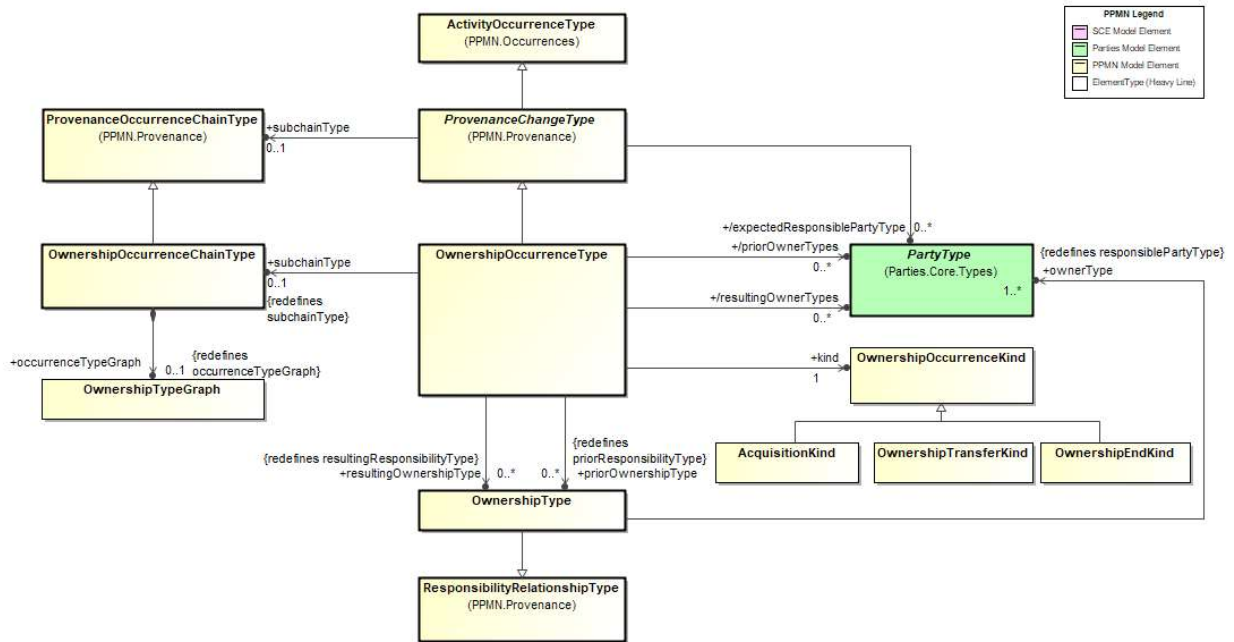 ActivityOccurrenceType
(PPMN.Occurrences)
PPMN Legend
SCE Model Element
Parties Model Element
PPMN Model Element
ElementType (Heavy Line)
ProvenanceOccurrenceChainType
(PPMN.Provenance)
+subchainType
0..1
ProvenanceChangeType
(PPMN.Provenance)
+/expectedResponsiblePartyType 0..*
OwnershipOccurrenceChainType
+subchainType
0..1
{redefines
subchainType}
OwnershipOccurrenceType
+/priorOwnerTypes
0..*
+/resultingOwnerTypes
0..*
PartyType
(Parties.Core.Types)
1..*
{redefines responsiblePartyType}
+ownerType
+occurrenceTypeGraph
0..1
{redefines
occurrenceTypeGraph}
OwnershipTypeGraph
+kind
1
OwnershipOccurrenceKind
AcquisitionKind
OwnershipTransferKind
OwnershipEndKind
{redefines resultingResponsibilityType}
+resultingOwnershipType
0..*
0..*
{redefines
priorResponsibilityType}
+priorOwnershipType
OwnershipType
ResponsibilityRelationshipType
(PPMN.Provenance)